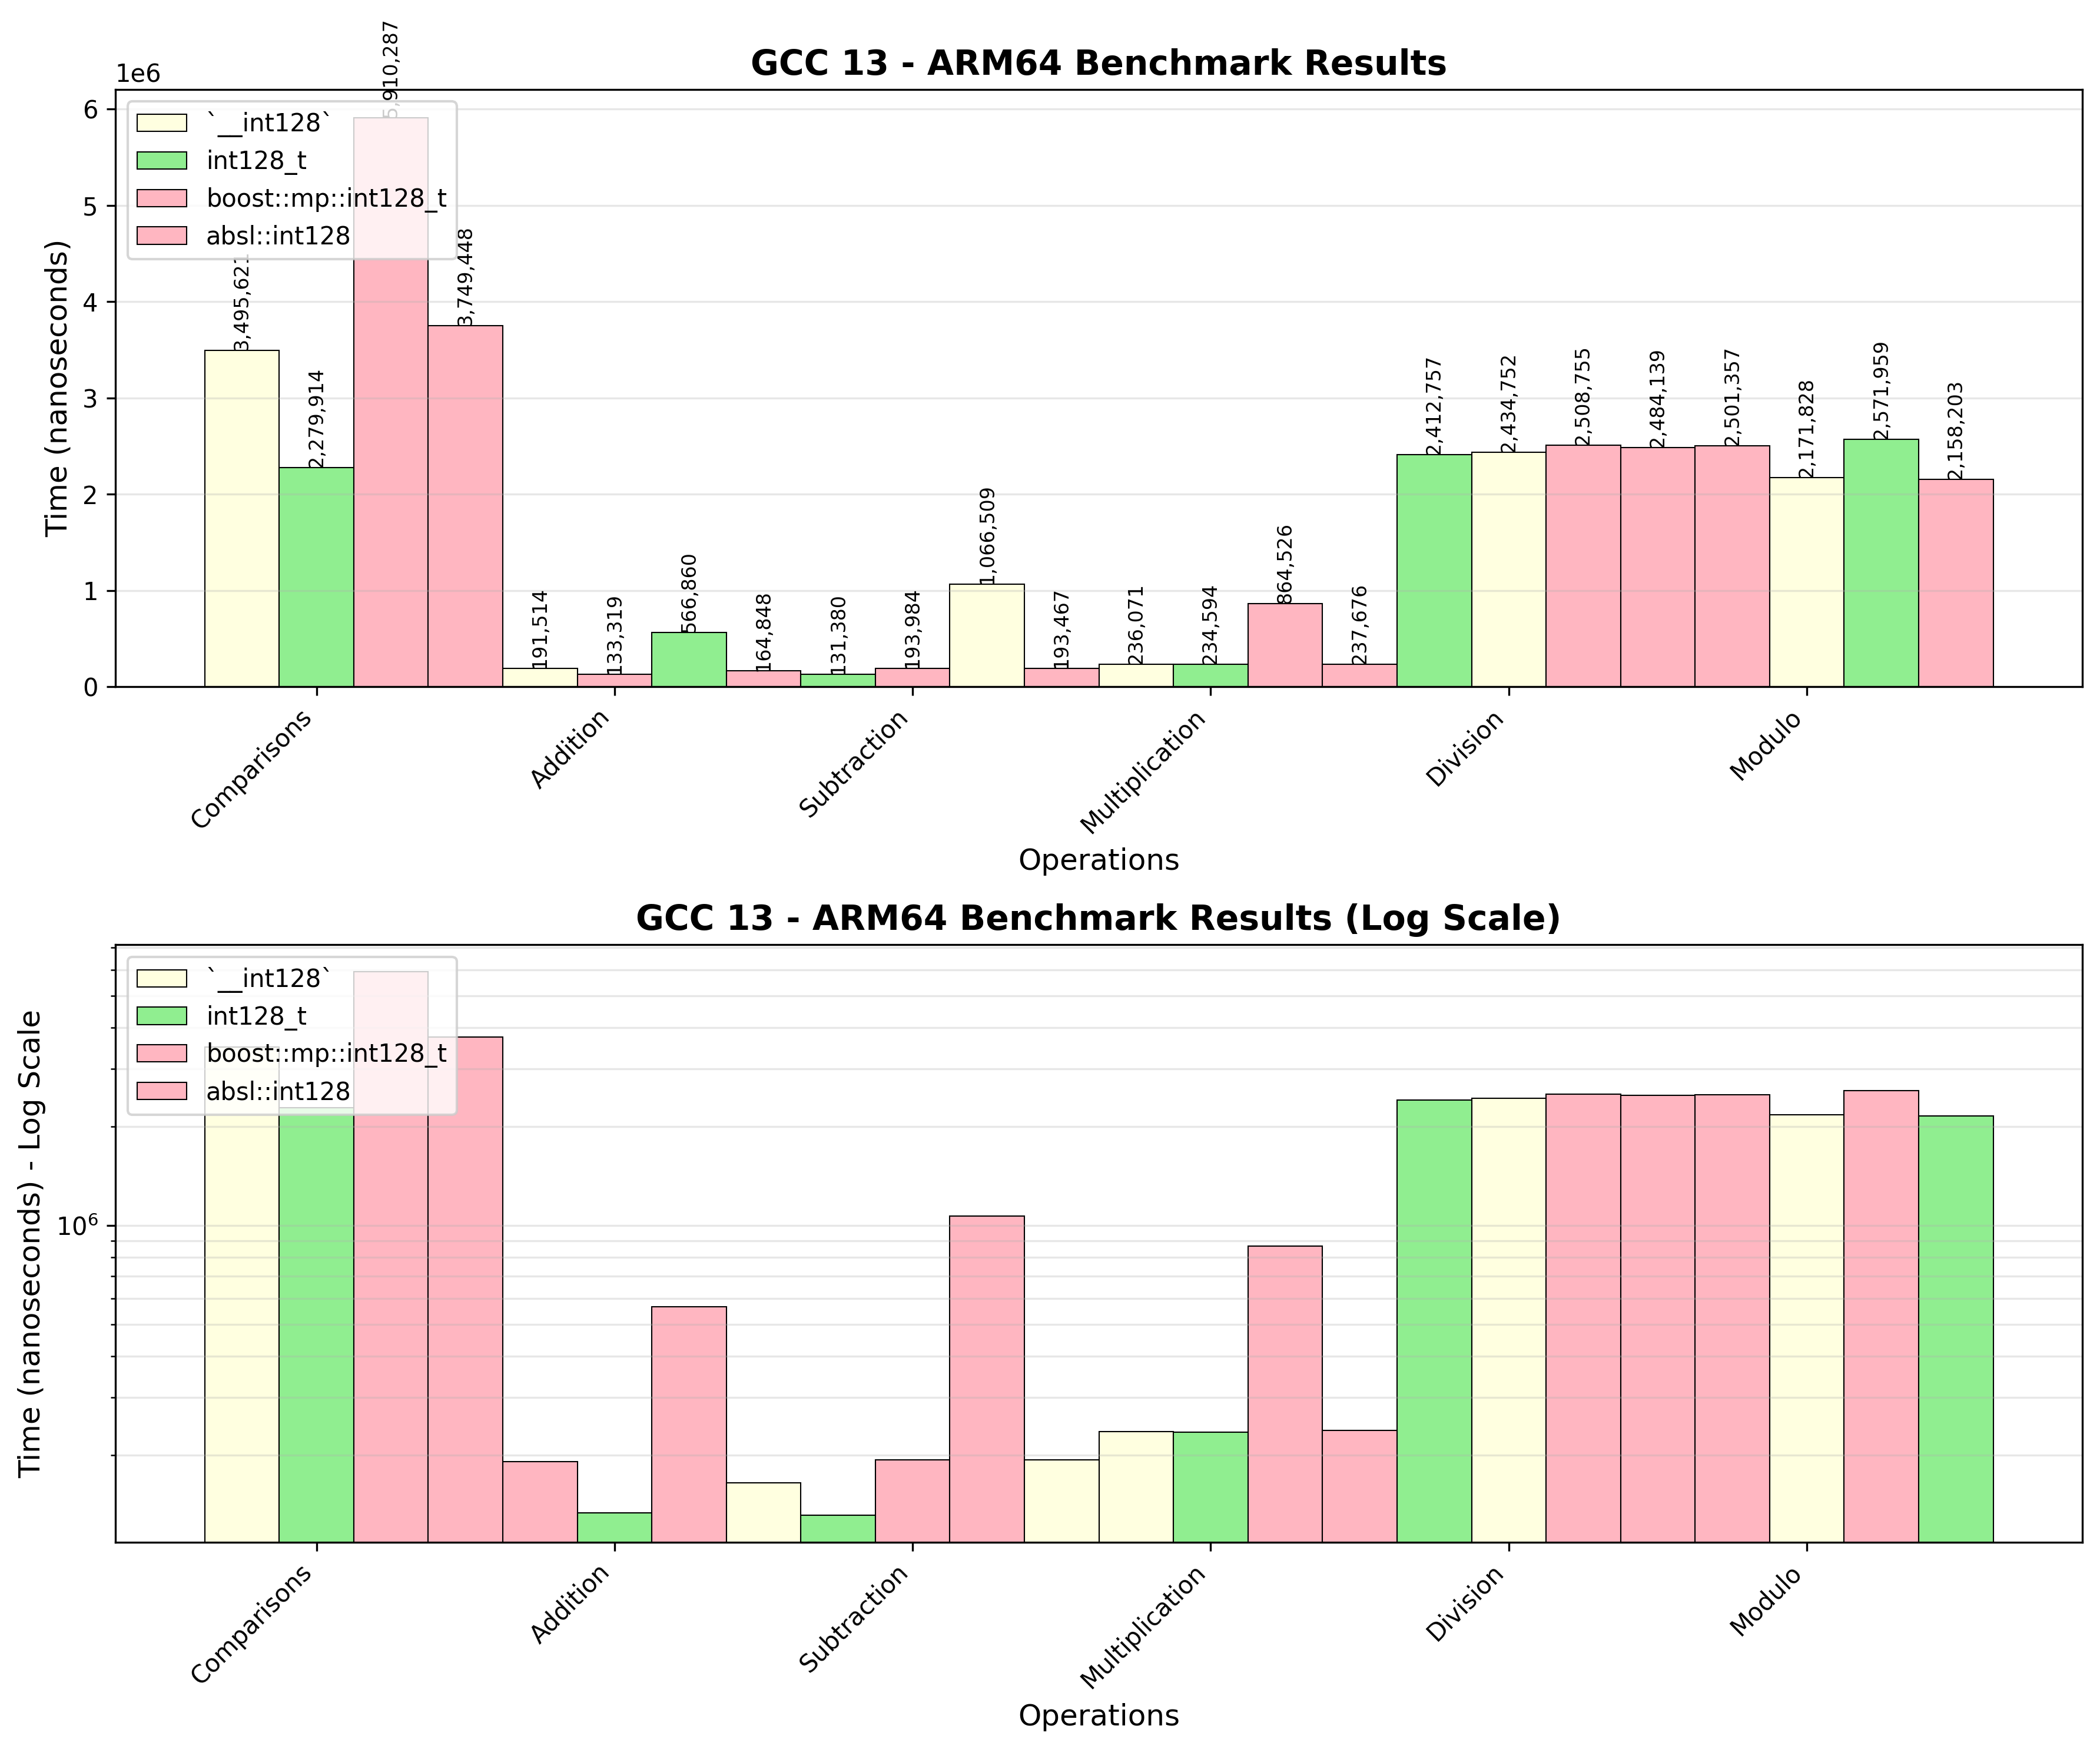 GCC 13 - ARM64 Benchmark Results
1e6
`__int128`
int128_t
boost::mp::int128_t
absl::int128
Time (nanoseconds)
6
5
4
3
2
1
0
2,279,914
5,910,287
3,749,448
191,514
133,319
566,860
164,848
131,380
193,984
1,066,509
193,467
236,071
234,594
864,526
237,676
2,412,757
2,434,752
2,508,755
2,484,139
2,501,357
2,171,828
2,571,959
2,158,203
Comparisons
Addition
Subtraction
Multiplication
Division
Modulo
Operations
GCC 13 - ARM64 Benchmark Results (Log Scale)
`__int128`
int128_t
boost::mp::int128_t
absl::int128
Time (nanoseconds) - Log Scale
10⁶
Comparisons
Addition
Subtraction
Multiplication
Division
Modulo
Operations